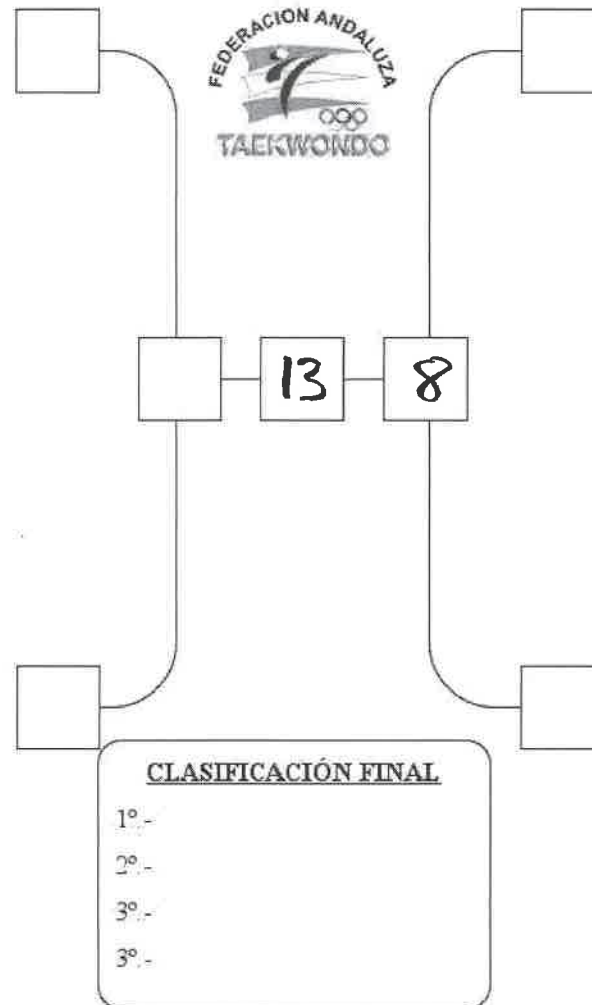 FEDERACION ANDALUZA
TAEKWONDO
13 8
CLASIFICACIÓN FINAL
1º.-
2º.-
3º.-
3º.-